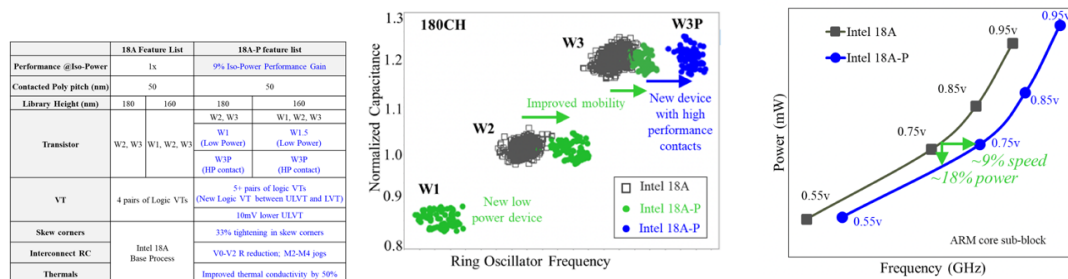 18A Feature List 18A-P feature list
Performance @Iso-Power 1x 9% Iso-Power Performance Gain
Contacted Poly pitch (nm) 50 50
Library Height (nm) 180 160 180 160
Transistor W2, W3 W1, W2, W3 W2, W3 W1, W2, W3
W1 (Low Power) W1.5 (Low Power)
W3P (HP contact) W3P (HP contact)
VT 4 pairs of Logic VTs 5+ pairs of logic VTs
(New Logic VT between ULVT and LVT)
10mV lower ULVT
Skew corners Intel 18A Base Process 33% tightening in skew corners
Interconnect RC V0-V2 R reduction; M2-M4 jogs
Thermals Improved thermal conductivity by 50%
180CH
Normalized Capacitance
1.3
1.2
1.1
1.0
0.9
0.8
W3
W3P
Improved mobility
New device
with high
performance
contacts
W2
W1
New low
power device
Intel 18A
Intel 18A-P
Intel 18A-P
Ring Oscillator Frequency
Intel 18A
Intel 18A-P
Power (mW)
0.95v
0.95v
0.85v
0.85v
0.75v
0.75v
~9% speed
~18% power
0.55v
0.55v
ARM core sub-block
Frequency (GHz)